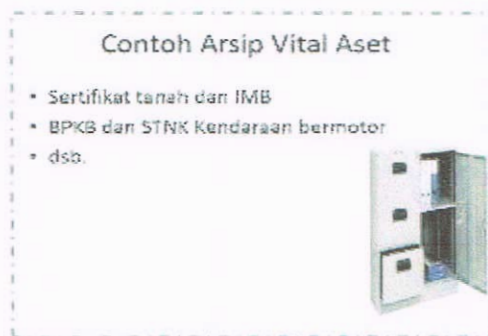 Contoh Arsip Vital Aset
• Sertifikat tanah dan IMB
• BPKB dan STNK Kendaraan bermotor
• dsb.